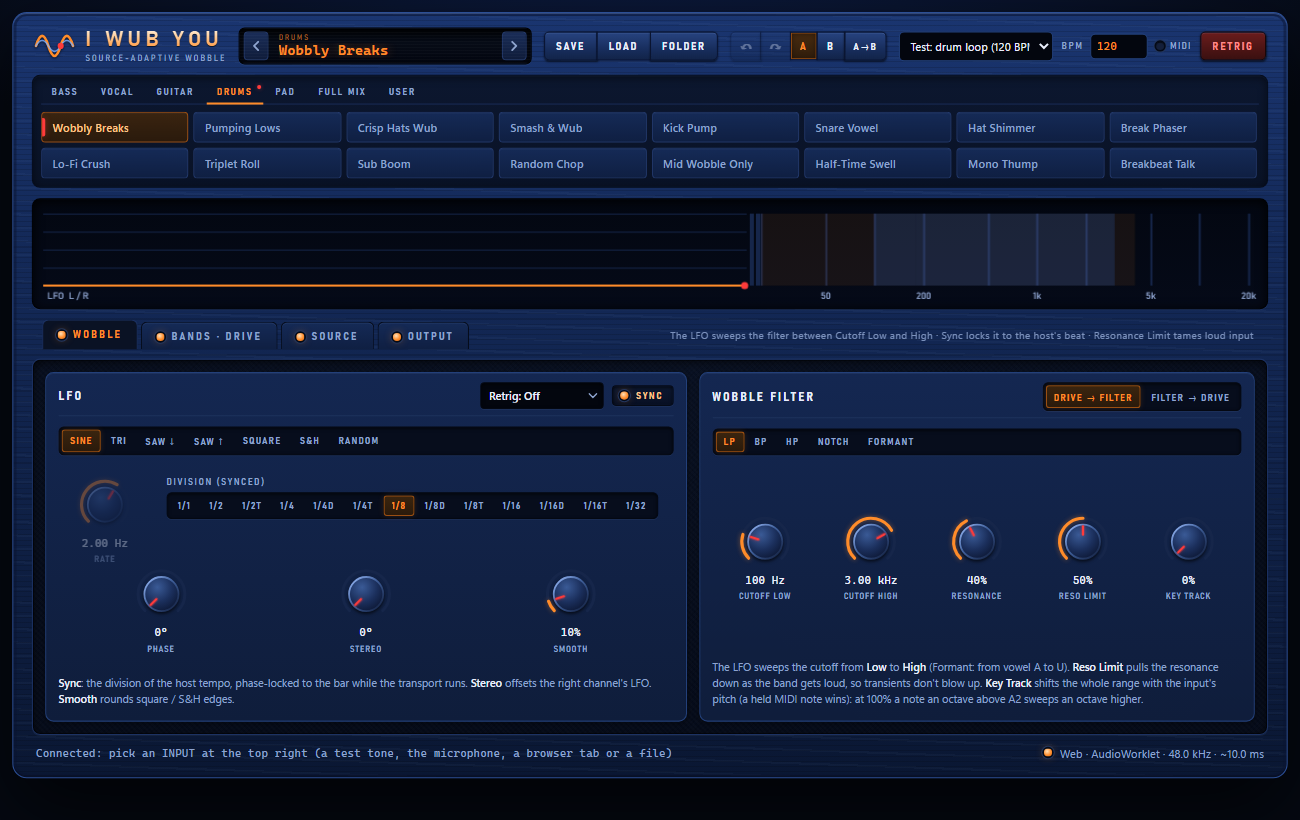 I WUB YOU
SOURCE-ADAPTIVE WOBBLE
DRUMS
Wobbly Breaks
SAVE LOAD FOLDER
A B A→B
Test: drum loop (120 BPI
BPM 120
MIDI
RETRIG
BASS VOCAL GUITAR DRUMS PAD FULL MIX USER
Wobbly Breaks Pumping Lows Crisp Hats Wub Smash & Wub Kick Pump Snare Vowel Hat Shimmer Break Phaser
Lo-Fi Crush Triplet Roll Sub Boom Random Chop Mid Wobble Only Half-Time Swell Mono Thump Breakbeat Talk
LFO L / R
50 200 1k 5k 20k
WOBBLE BANDS · DRIVE SOURCE OUTPUT
The LFO sweeps the filter between Cutoff Low and High · Sync locks it to the host's beat · Resonance Limit tames loud input
LFO
Retrig: Off
SYNC
SINE TRI SAW ↓ SAW ↑ SQUARE S&H RANDOM
DIVISION (SYNCED)
1/1 1/2 1/2T 1/4 1/4D 1/4T 1/8 1/8D 1/8T 1/16 1/16D 1/16T 1/32
2.00 Hz
RATE
0° 0° 10%
PHASE STEREO SMOOTH
Sync: the division of the host tempo, phase-locked to the bar while the transport runs. Stereo offsets the right channel's LFO.
Smooth rounds square / S&H edges.
WOBBLE FILTER
DRIVE → FILTER FILTER → DRIVE
LP BP HP NOTCH FORMANT
100 Hz 3.00 kHz 40% 50% 0%
CUTOFF LOW CUTOFF HIGH RESONANCE RESO LIMIT KEY TRACK
The LFO sweeps the cutoff from Low to High (Formant: from vowel A to U). Reso Limit pulls the resonance
down as the band gets loud, so transients don't blow up. Key Track shifts the whole range with the input's
pitch (a held MIDI note wins): at 100% a note an octave above A2 sweeps an octave higher.
Connected: pick an INPUT at the top right (a test tone, the microphone, a browser tab or a file)
Web · AudioWorklet · 48.0 kHz · ~10.0 ms